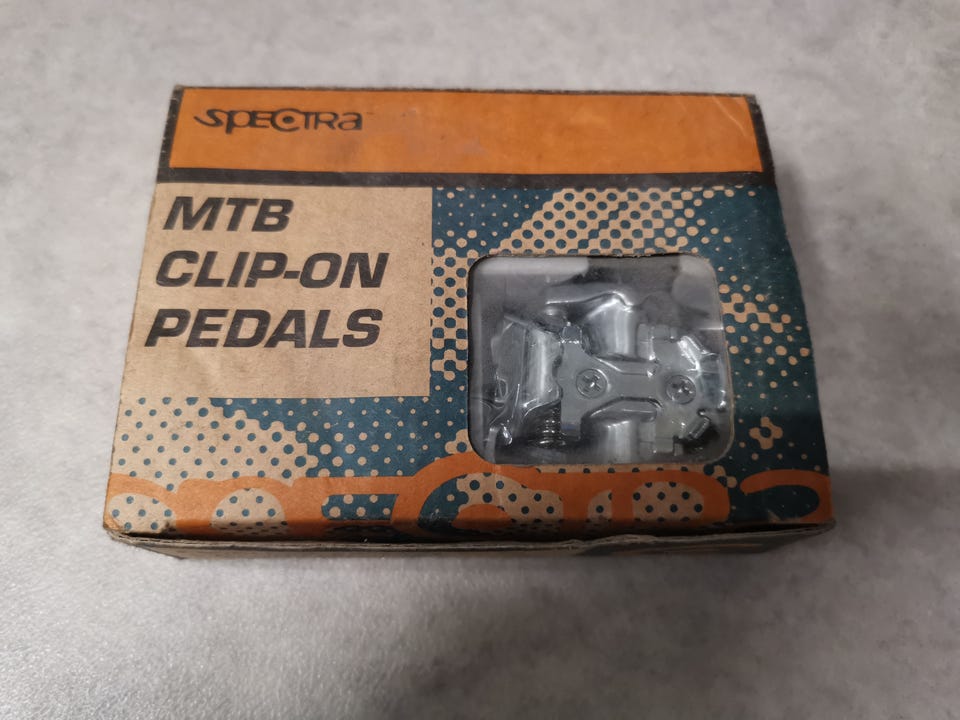 SPECTRa
MTB
CLIP-ON
PEDALS